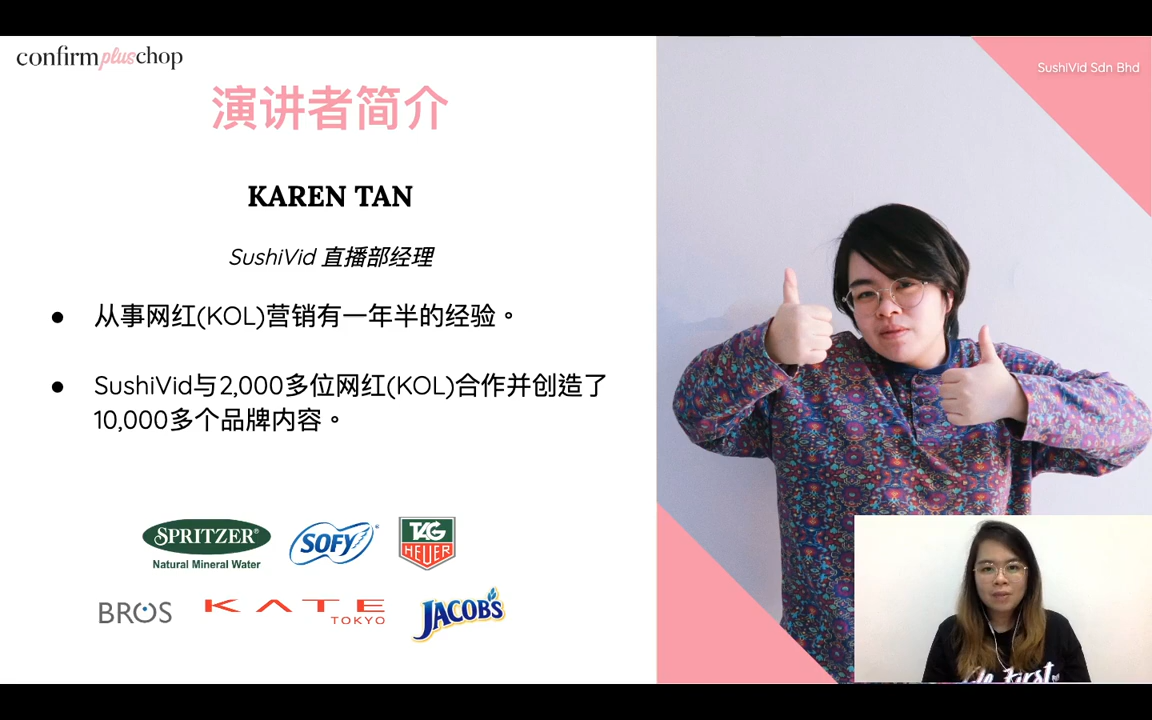 confirmpluschop
SushiVid Sdn Bhd
演讲者简介
KAREN TAN
SushiVid 直播部经理
● 从事网红(KOL)营销有一年半的经验。
● SushiVid与2,000多位网红(KOL)合作并创造了
10,000多个品牌内容。
SPRITZER®
Natural Mineral Water
SOFY
TAG
HEUER
BROS
KATE
TOKYO
JACOB'S
First